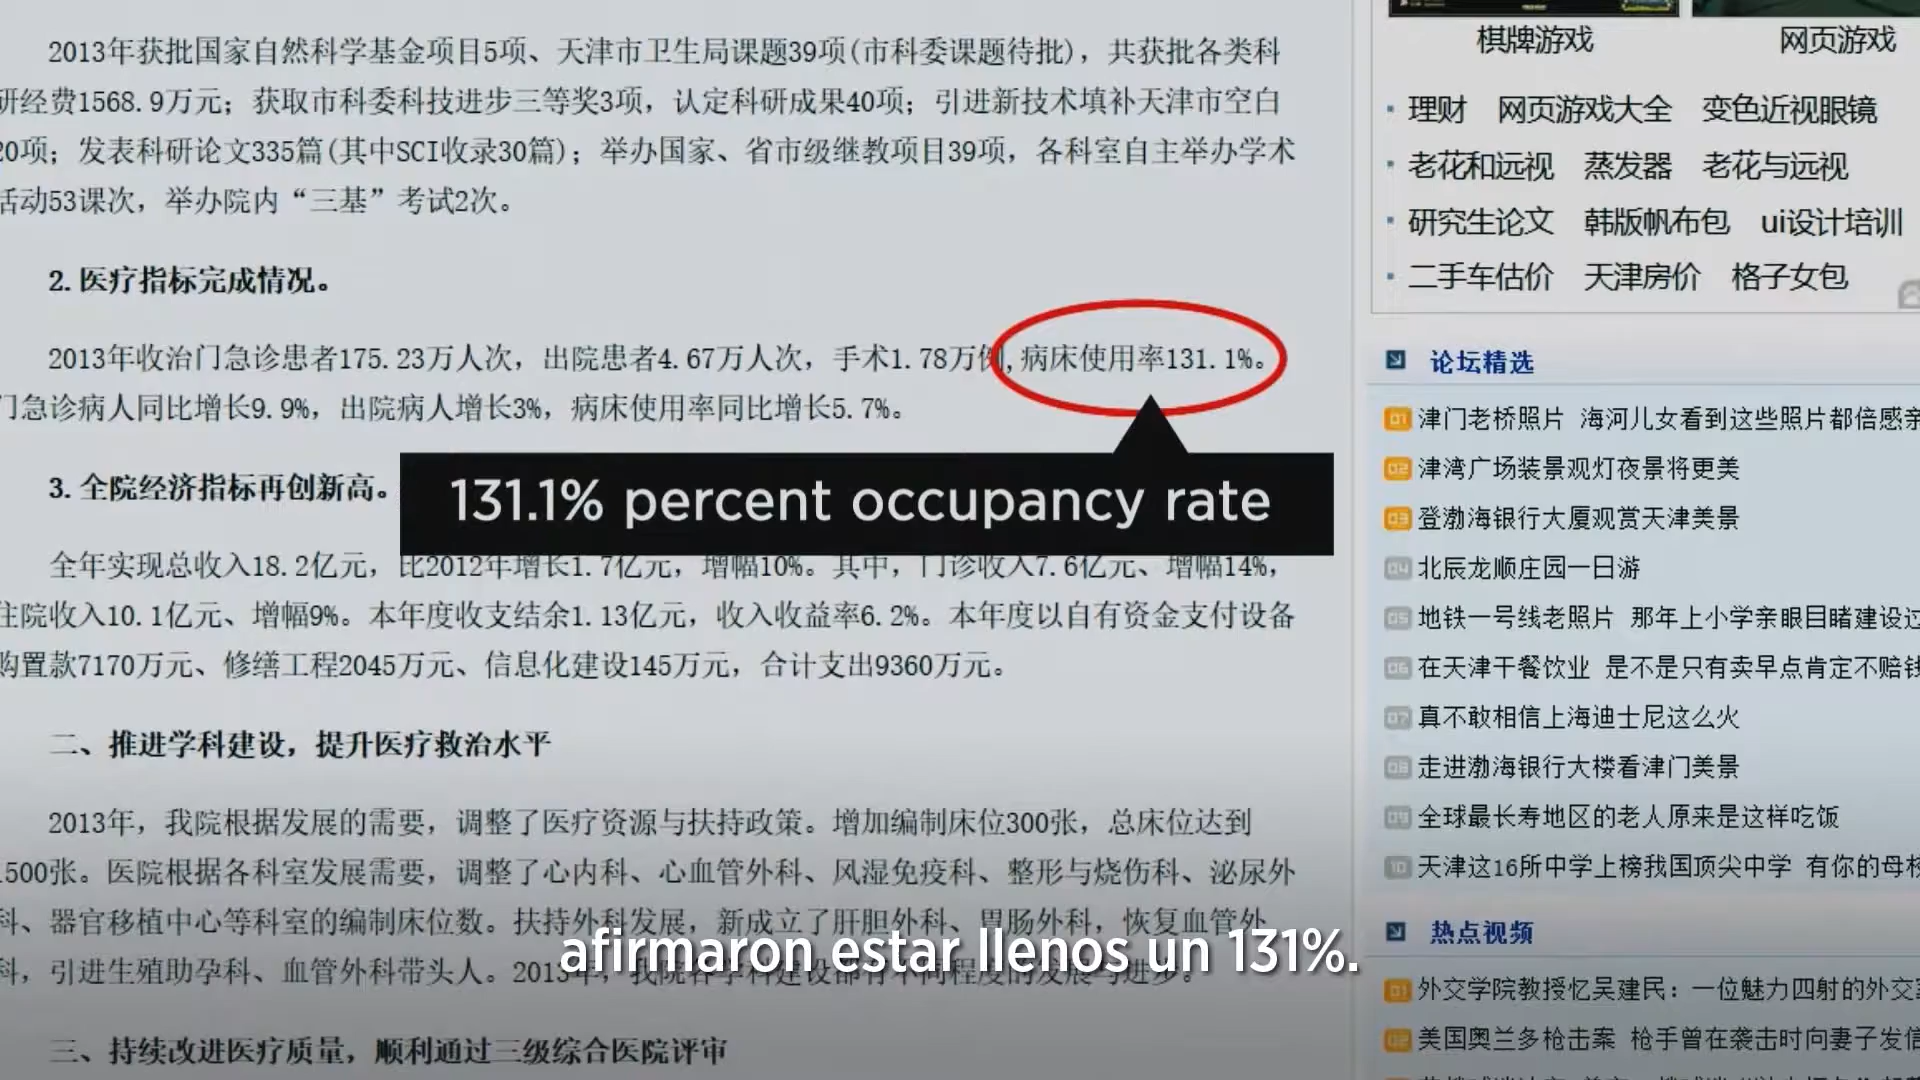 2013年获批国家自然科学基金项目5项、天津市卫生局课题39项(市科委课题待批)，共获批各类科
研经费1568.9万元；获取市科委科技进步三等奖3项，认定科研成果40项；引进新技术填补天津市空白
20项；发表科研论文335篇(其中SCI收录30篇)；举办国家、省市级继教项目39项，各科室自主举办学术
活动53课次，举办院内“三基”考试2次。
2.医疗指标完成情况。
2013年收治门急诊患者175.23万人次，出院患者4.67万人次，手术1.78万例,病床使用率131.1%。
门急诊病人同比增长9.9%，出院病人增长3%，病床使用率同比增长5.7%。
131.1% percent occupancy rate
3.全院经济指标再创新高。
全年实现总收入18.2亿元，比2012年增长1.7亿元，增幅10%。其中，门诊收入7.6亿元、增幅14%，
住院收入10.1亿元、增幅9%。本年度收支结余1.13亿元，收入收益率6.2%。本年度以自有资金支付设备
购置款7170万元、修缮工程2045万元、信息化建设145万元，合计支出9360万元。
二、推进学科建设，提升医疗救治水平
2013年，我院根据发展的需要，调整了医疗资源与扶持政策。增加编制床位300张，总床位达到
1500张。医院根据各科室发展需要，调整了心内科、心血管外科、风湿免疫科、整形与烧伤科、泌尿外
科、器官移植中心等科室的编制床位数。扶持外科发展，新成立了肝胆外科、胃肠外科，恢复血管外
科，引进生殖助孕科、血管外科带头人。2013年，我院各学科建设都有不同程度的发展与进步。
afirmaron estar llenos un 131%.
三、持续改进医疗质量，顺利通过三级综合医院评审
棋牌游戏 网页游戏
理财 网页游戏大全 变色近视眼镜
老花和远视 蒸发器 老花与远视
研究生论文 韩版帆布包 ui设计培训
二手车估价 天津房价 格子女包
论坛精选
01 津门老桥照片 海河儿女看到这些照片都倍感亲
02 津湾广场装景观灯夜景将更美
03 登渤海银行大厦观赏天津美景
04 北辰龙顺庄园一日游
05 地铁一号线老照片 那年上小学亲眼目睹建设过
06 在天津干餐饮业 是不是只有卖早点肯定不赔钱
07 真不敢相信上海迪士尼这么火
08 走进渤海银行大楼看津门美景
09 全球最长寿地区的老人原来是这样吃饭
10 天津这16所中学上榜我国顶尖中学 有你的母校
热点视频
01 外交学院教授忆吴建民：一位魅力四射的外交家
02 美国奥兰多枪击案 枪手曾在袭击时向妻子发信